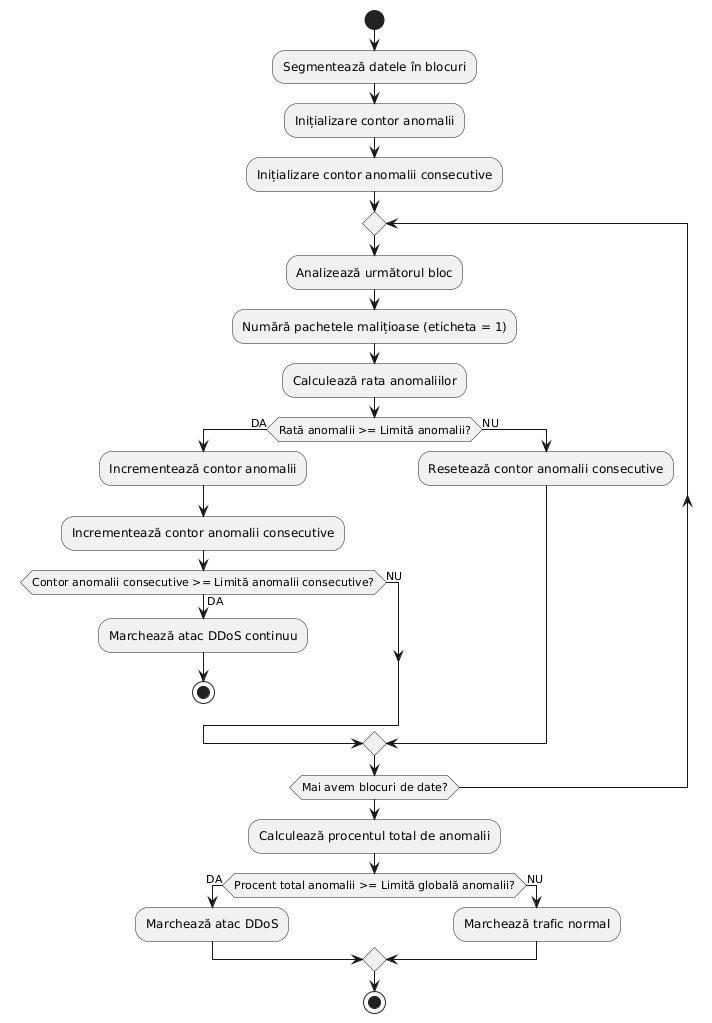 Segmentează datele în blocuri
Inițializare contor anomalii
Inițializare contor anomalii consecutive
Analizează următorul bloc
Numără pachetele malițioase (eticheta = 1)
Calculează rata anomaliilor
DA
Rată anomalii >= Limită anomalii?
NU
Incrementează contor anomalii
Resetează contor anomalii consecutive
Incrementează contor anomalii consecutive
Contor anomalii consecutive >= Limită anomalii consecutive?
NU
DA
Marchează atac DDoS continuu
Mai avem blocuri de date?
Calculează procentul total de anomalii
DA
Procent total anomalii >= Limită globală anomalii?
NU
Marchează atac DDoS
Marchează trafic normal